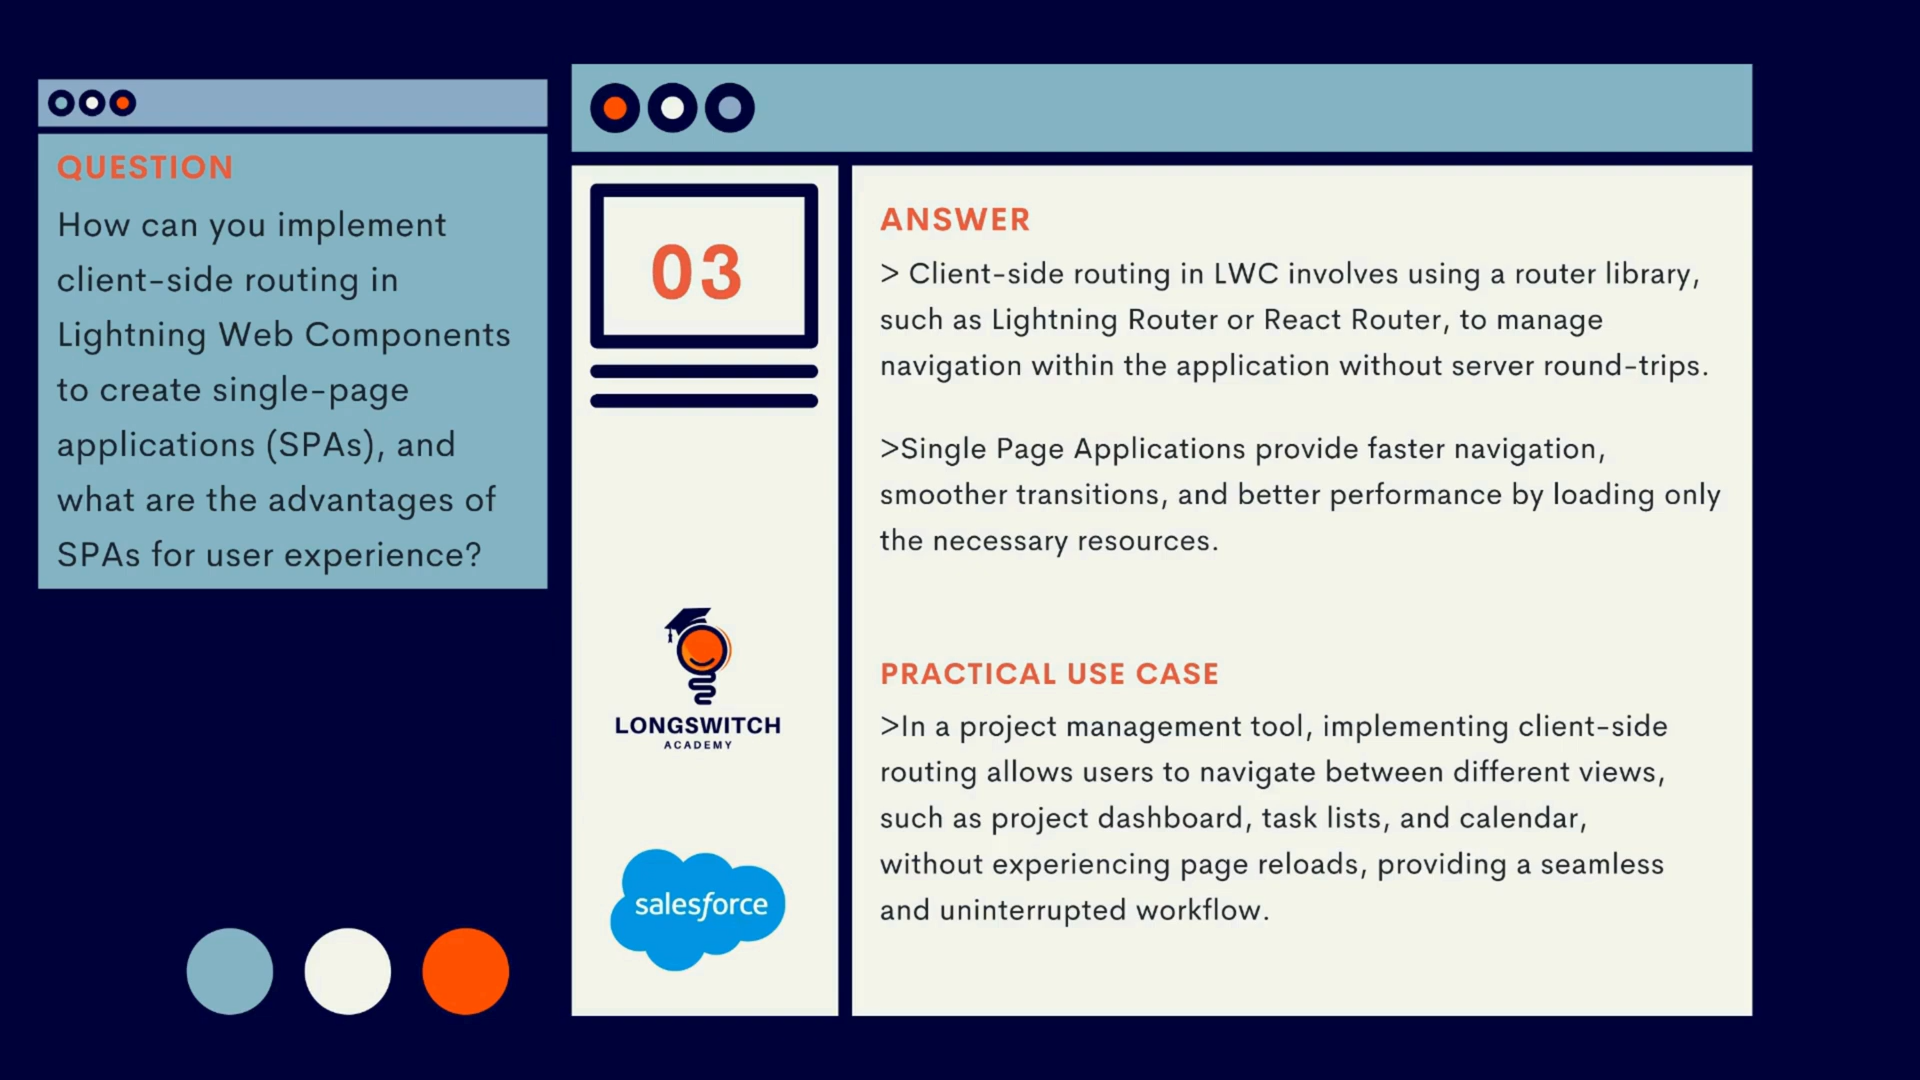 QUESTION
How can you implement
client-side routing in
Lightning Web Components
to create single-page
applications (SPAs), and
what are the advantages of
SPAs for user experience?
03
LONGSWITCH
ACADEMY
salesforce
ANSWER
> Client-side routing in LWC involves using a router library,
such as Lightning Router or React Router, to manage
navigation within the application without server round-trips.
>Single Page Applications provide faster navigation,
smoother transitions, and better performance by loading only
the necessary resources.
PRACTICAL USE CASE
>In a project management tool, implementing client-side
routing allows users to navigate between different views,
such as project dashboard, task lists, and calendar,
without experiencing page reloads, providing a seamless
and uninterrupted workflow.